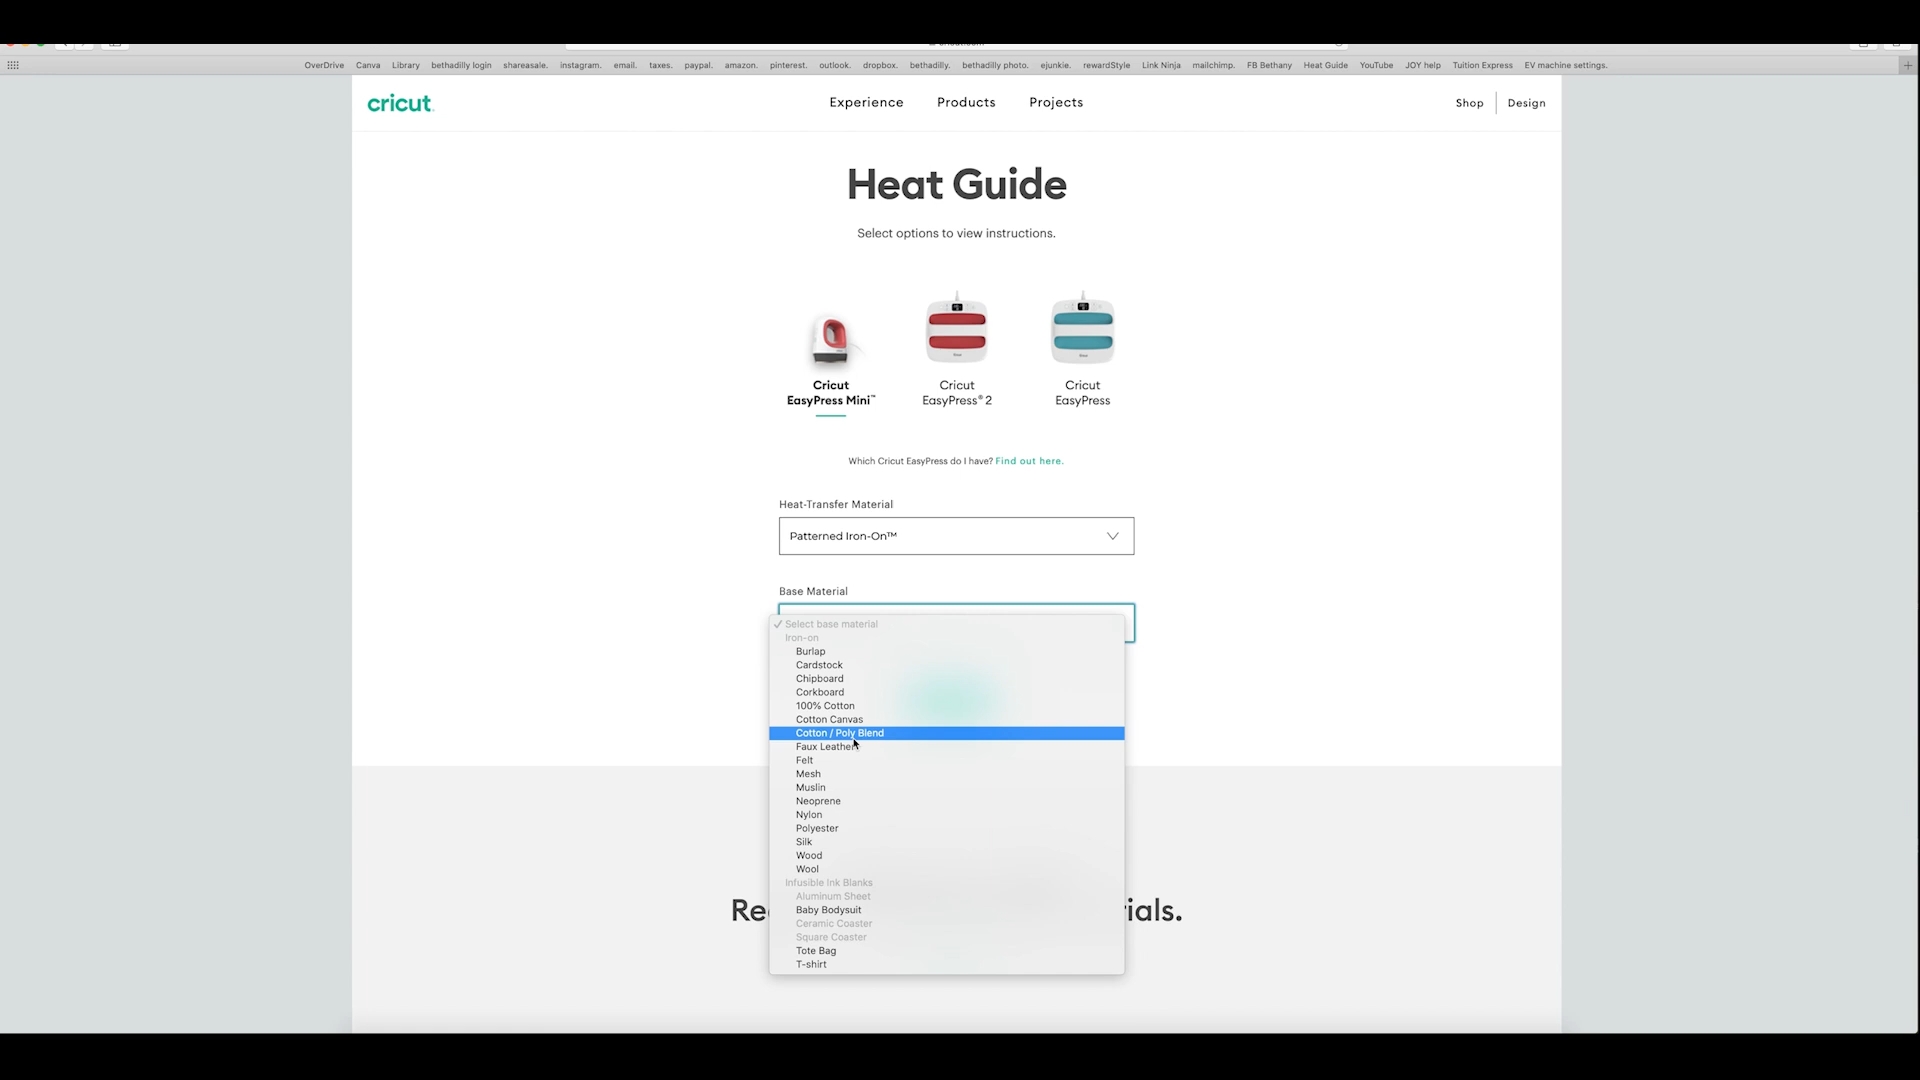 OverDrive Canva Library bethadilly login shareasale. instagram. email. taxes. paypal. amazon. pinterest. outlook. dropbox. bethadilly. bethadilly photo. ejunkie. rewardStyle Link Ninja mailchimp. FB Bethany Heat Guide YouTube JOY help Tuition Express EV machine settings.
cricut
Experience Products Projects
Shop Design
Heat Guide
Select options to view instructions.
Cricut
EasyPress Mini™
Cricut
EasyPress® 2
Cricut
EasyPress
Which Cricut EasyPress do I have? Find out here.
Heat-Transfer Material
Patterned Iron-On™
Base Material
✓ Select base material
Iron-on
Burlap
Cardstock
Chipboard
Corkboard
100% Cotton
Cotton Canvas
Cotton / Poly Blend
Faux Leather
Felt
Mesh
Muslin
Neoprene
Nylon
Polyester
Silk
Wood
Wool
Infusible Ink Blanks
Aluminum Sheet
Baby Bodysuit
Ceramic Coaster
Square Coaster
Tote Bag
T-shirt